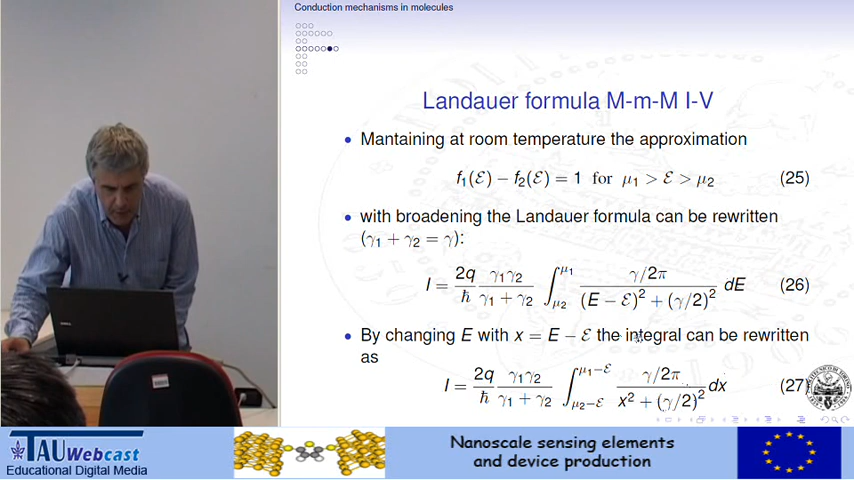 Conduction mechanisms in molecules
Landauer formula M-m-M I-V
• Mantaining at room temperature the approximation
f₁(ℰ) − f₂(ℰ) = 1 for μ₁ > ℰ > μ₂ (25)
• with broadening the Landauer formula can be rewritten
(γ₁ + γ₂ = γ):
I = 2q/ħ γ₁γ₂/(γ₁ + γ₂) ∫_{μ₂}^{μ₁} (γ/2π)/((E − ℰ)² + (γ/2)²) dE (26)
• By changing E with x = E − ℰ the integral can be rewritten
as
I = 2q/ħ γ₁γ₂/(γ₁ + γ₂) ∫_{μ₂−ℰ}^{μ₁−ℰ} (γ/2π)/(x² + (γ/2)²) dx (27)
TAU Webcast
Educational Digital Media
Nanoscale sensing elements
and device production